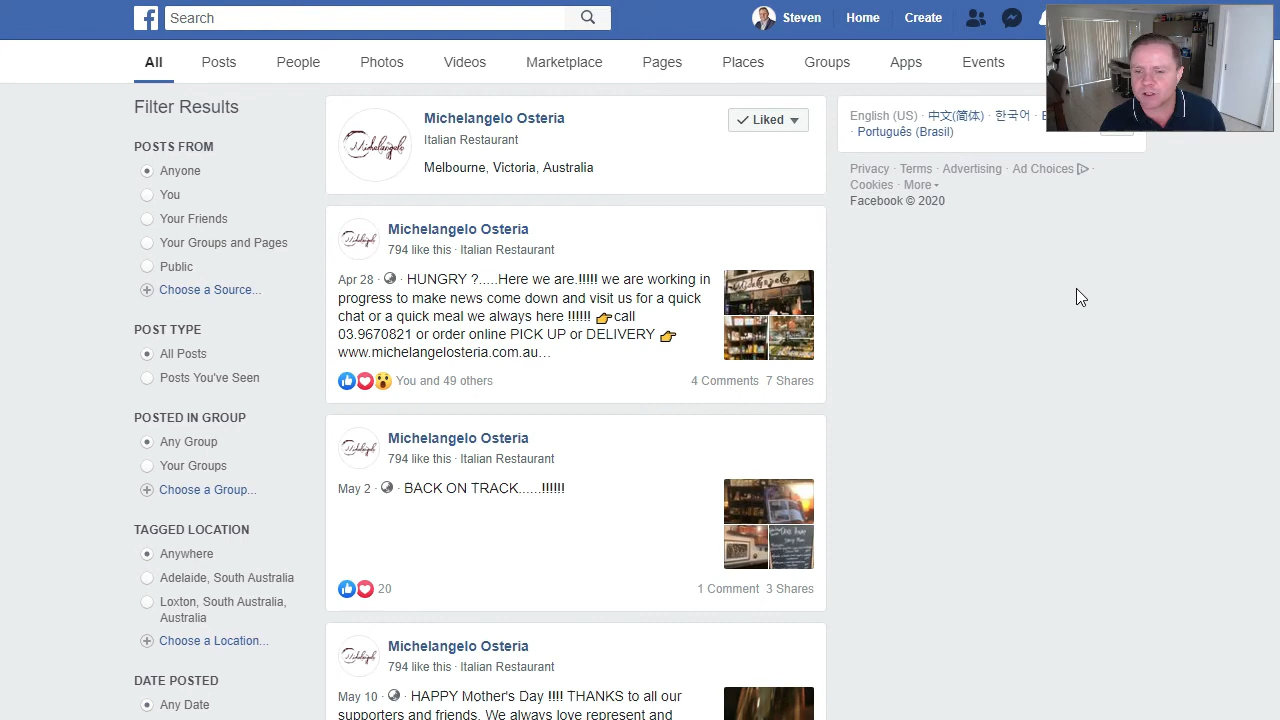 Search
Steven
Home
Create
All
Posts
People
Photos
Videos
Marketplace
Pages
Places
Groups
Apps
Events
Filter Results
POSTS FROM
Anyone
You
Your Friends
Your Groups and Pages
Public
Choose a Source...
POST TYPE
All Posts
Posts You've Seen
POSTED IN GROUP
Any Group
Your Groups
Choose a Group...
TAGGED LOCATION
Anywhere
Adelaide, South Australia
Loxton, South Australia,
Australia
Choose a Location...
DATE POSTED
Any Date
Michelangelo
Michelangelo Osteria
Italian Restaurant
Melbourne, Victoria, Australia
Liked
Michelangelo Osteria
794 like this · Italian Restaurant
Apr 28 · HUNGRY ?.....Here we are.!!!!! we are working in
progress to make news come down and visit us for a quick
chat or a quick meal we always here !!!!!! 👉call
03.9670821 or order online PICK UP or DELIVERY 👉
www.michelangelosteria.com.au...
You and 49 others
4 Comments 7 Shares
Michelangelo Osteria
794 like this · Italian Restaurant
May 2 · BACK ON TRACK......!!!!!!
20
1 Comment 3 Shares
Michelangelo Osteria
794 like this · Italian Restaurant
May 10 · HAPPY Mother's Day !!!! THANKS to all our
supporters and friends. We always love represent and
English (US) · 中文(简体) · 한국어 ·
· Português (Brasil)
Privacy · Terms · Advertising · Ad Choices ·
Cookies · More
Facebook © 2020